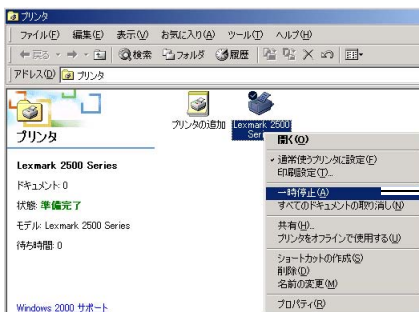 プリンタ
ファイル(F) 編集(E) 表示(V) お気に入り(A) ツール(T) ヘルプ(H)
戻る 検索 フォルダ 履歴
アドレス(D) プリンタ
プリンタ
プリンタの追加
Lexmark 2500
Seri
Lexmark 2500 Series
ドキュメント: 0
状態: 準備完了
モデル: Lexmark 2500 Series
待ち時間: 0
Windows 2000 サポート
開く(O)
通常使うプリンタに設定(F)
印刷設定(T)...
一時停止(A)
すべてのドキュメントの取り消し(N)
共有(H)...
プリンタをオフラインで使用する(U)
ショートカットの作成(S)
削除(D)
名前の変更(M)
プロパティ(R)